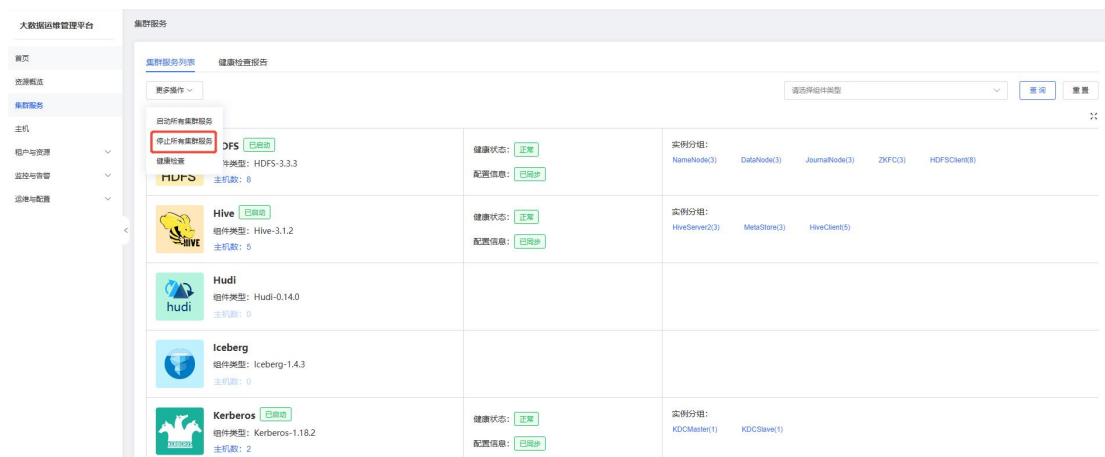 大数据运维管理平台
集群服务
首页
资源概览
集群服务
主机
租户与资源
监控与告警
运维与配置
集群服务列表 健康检查报告
更多操作
请选择组件类型
查询 重置
启动所有集群服务
停止所有集群服务
健康检查
DFS 已启动
件类型：HDFS-3.3.3
HDFS
主机数：8
健康状态：正常
配置信息：已同步
实例分组：
NameNode(3) DataNode(3) JournalNode(3) ZKFC(3) HDFSClient(8)
HIVE
Hive 已启动
组件类型：Hive-3.1.2
主机数：5
健康状态：正常
配置信息：已同步
实例分组：
HiveServer2(3) MetaStore(3) HiveClient(5)
hudi
Hudi
组件类型：Hudi-0.14.0
主机数：0
Iceberg
组件类型：Iceberg-1.4.3
主机数：0
KERBEROS
Kerberos 已启动
组件类型：Kerberos-1.18.2
主机数：2
健康状态：正常
配置信息：已同步
实例分组：
KDCMaster(1) KDCSlave(1)